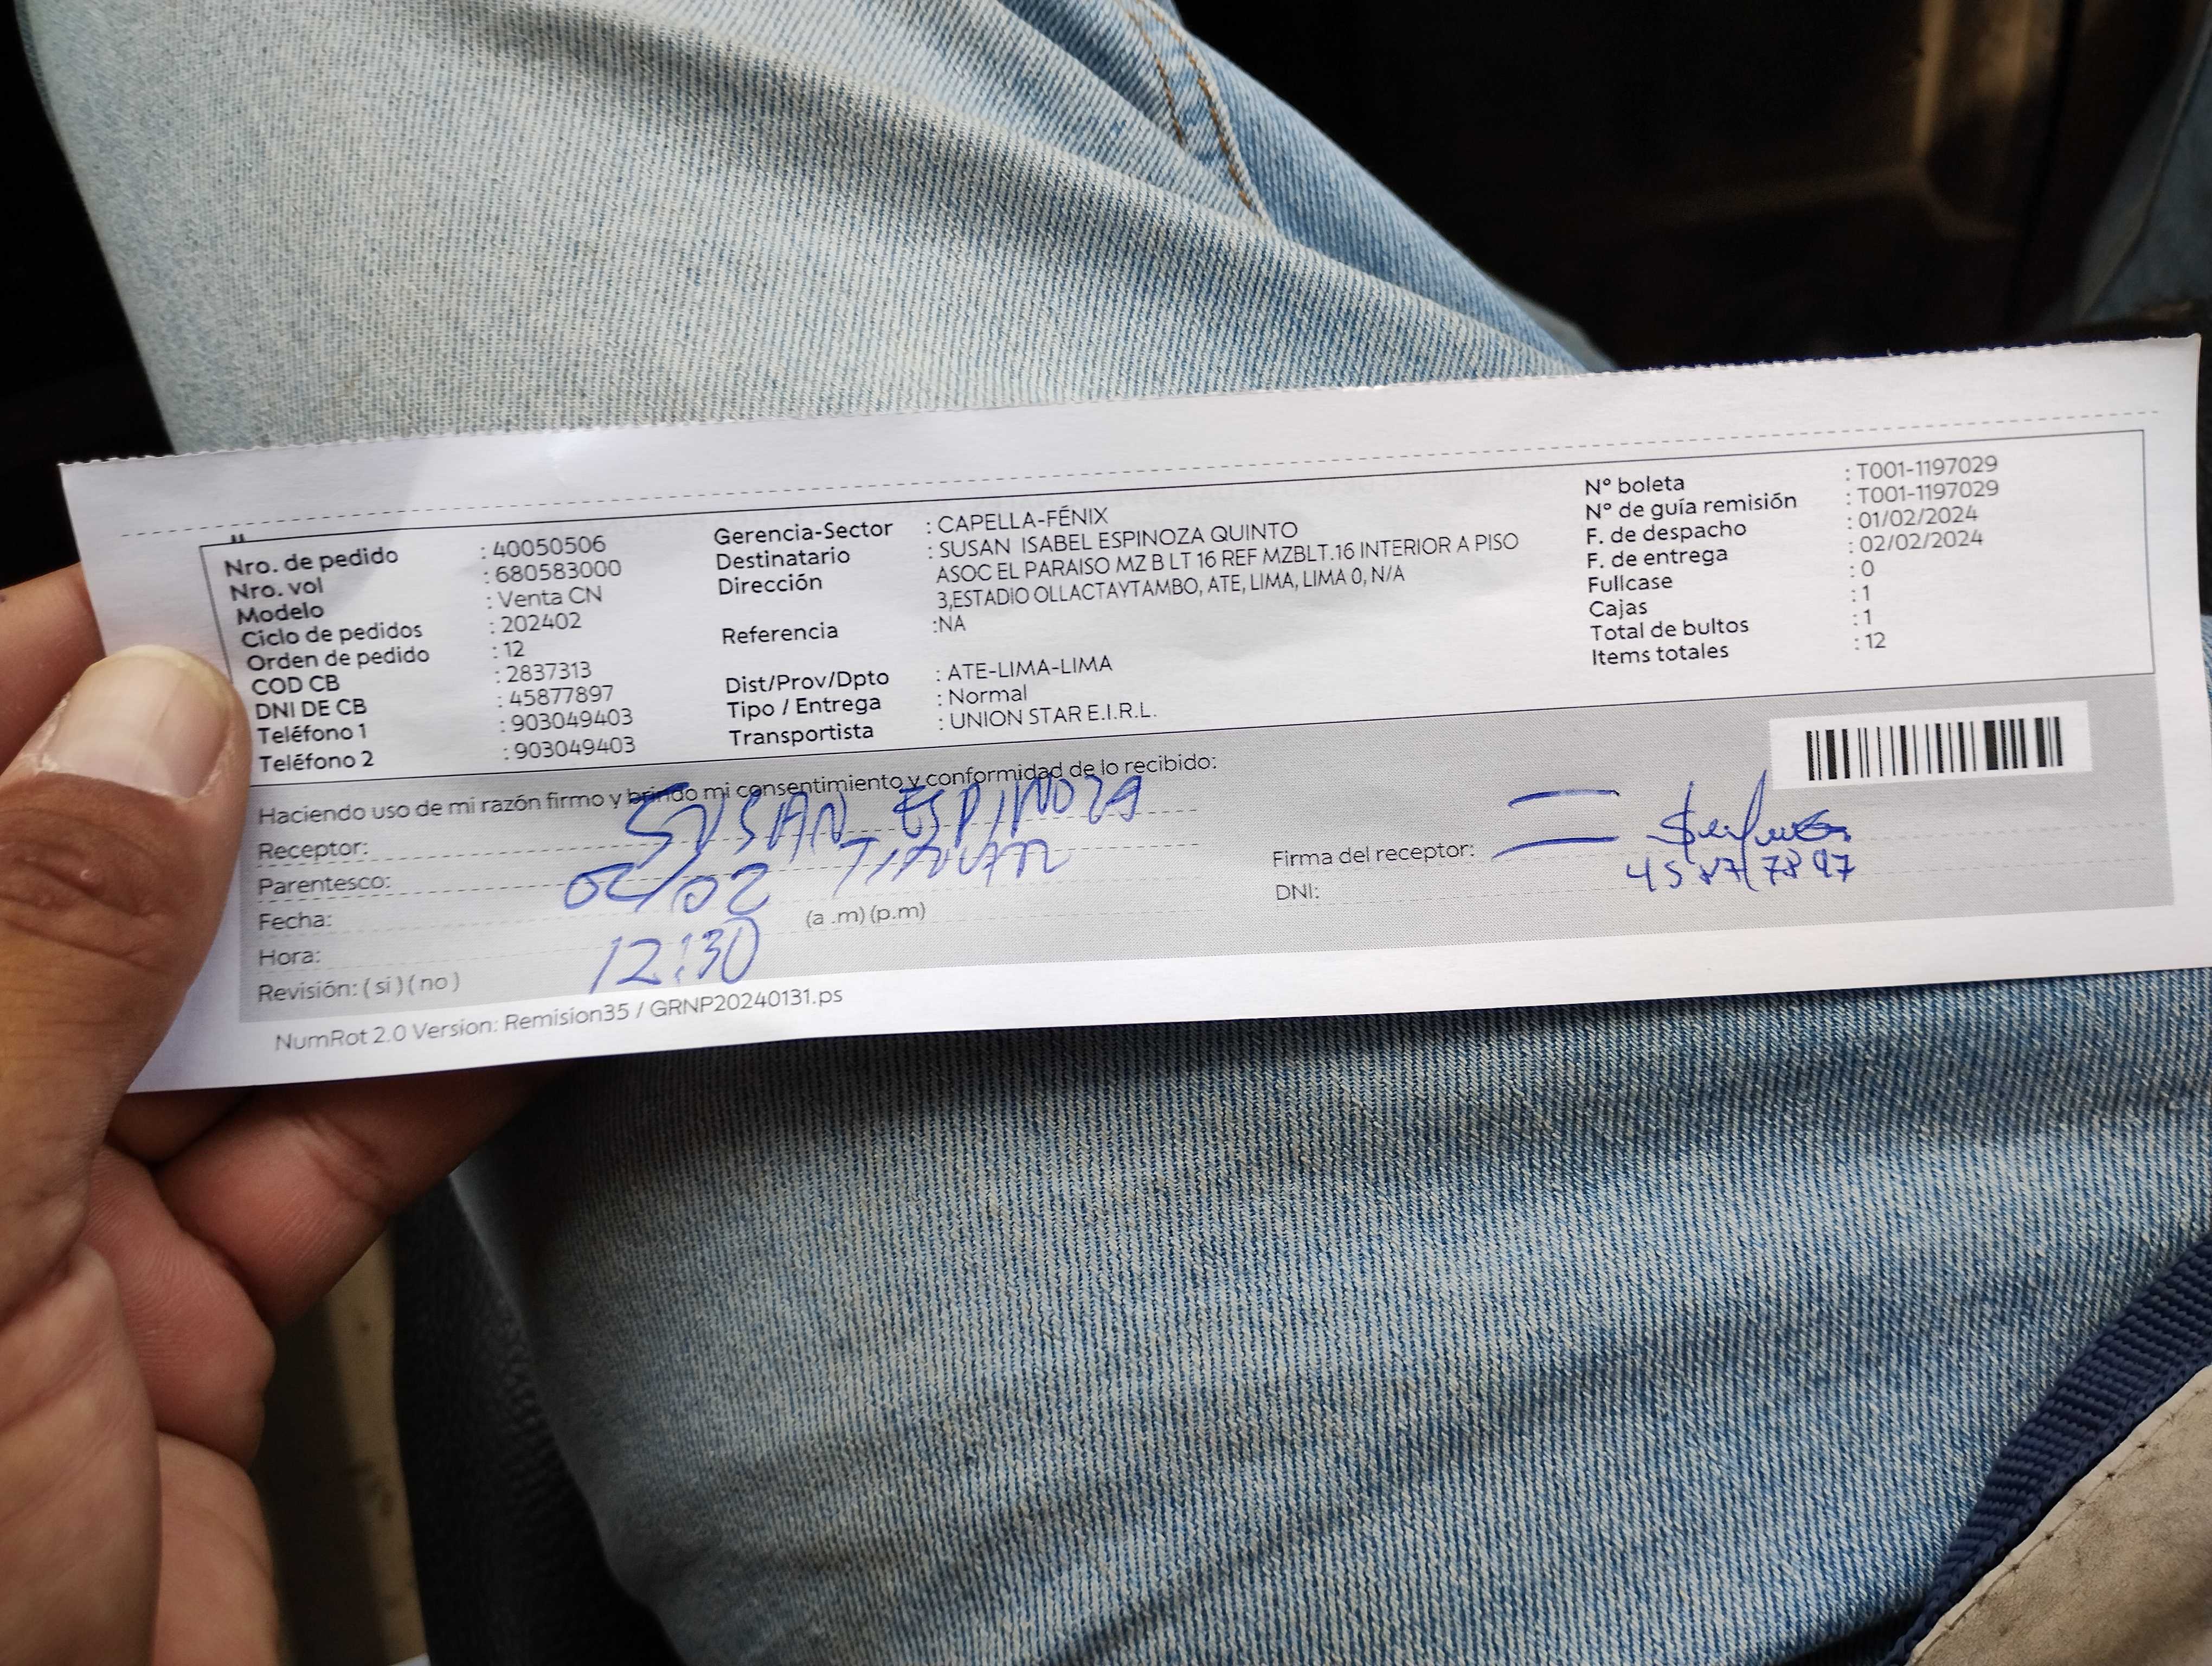 Nro. de pedido : 40050506
Nro. vol : 680583000
Modelo : Venta CN
Ciclo de pedidos : 202402
Orden de pedido : 12
COD CB : 2837313
DNI DE CB : 45877897
Teléfono 1 : 903049403
Teléfono 2 : 903049403
Gerencia-Sector : CAPELLA-FÉNIX
Destinatario : SUSAN ISABEL ESPINOZA QUINTO
Dirección ASOC EL PARAISO MZ B LT 16 REF MZBLT.16 INTERIOR A PISO
3,ESTADIO OLLACTAYTAMBO, ATE, LIMA, LIMA 0, N/A
Referencia :NA
Dist/Prov/Dpto : ATE-LIMA-LIMA
Tipo / Entrega : Normal
Transportista : UNION STAR E.I.R.L.
N° boleta : T001-1197029
N° de guía remisión : T001-1197029
F. de despacho : 01/02/2024
F. de entrega : 02/02/2024
Fullcase : 0
Cajas : 1
Total de bultos : 1
Items totales : 12
Haciendo uso de mi razón firmo y brindo mi consentimiento y conformidad de lo recibido:
Receptor: SUSAN ESPINOZA
Parentesco:
Fecha: 02/02
Hora: 12:30 (a .m) (p.m)
Revisión: ( si ) ( no )
Firma del receptor:
DNI: 45877897
NumRot 2.0 Version: Remision35 / GRNP20240131.ps